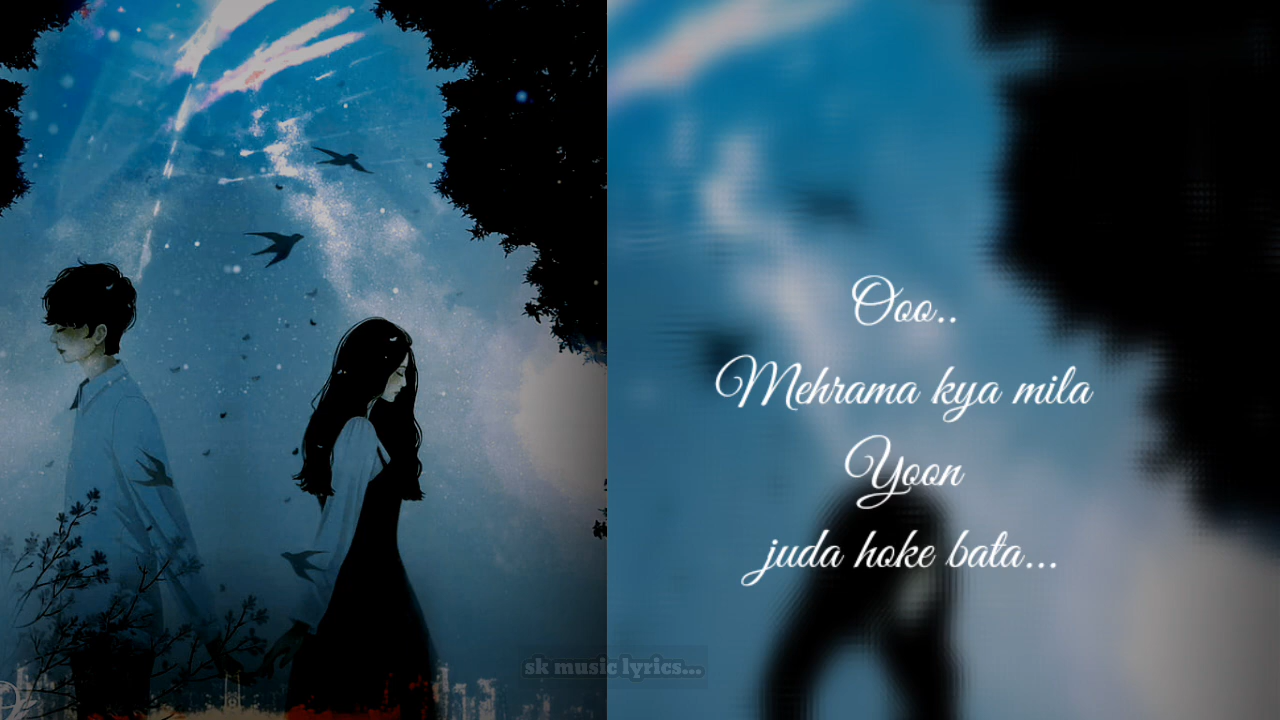 Ooo..
Mehrama kya mila
Yoon
juda hoke bata...
sk music lyrics...